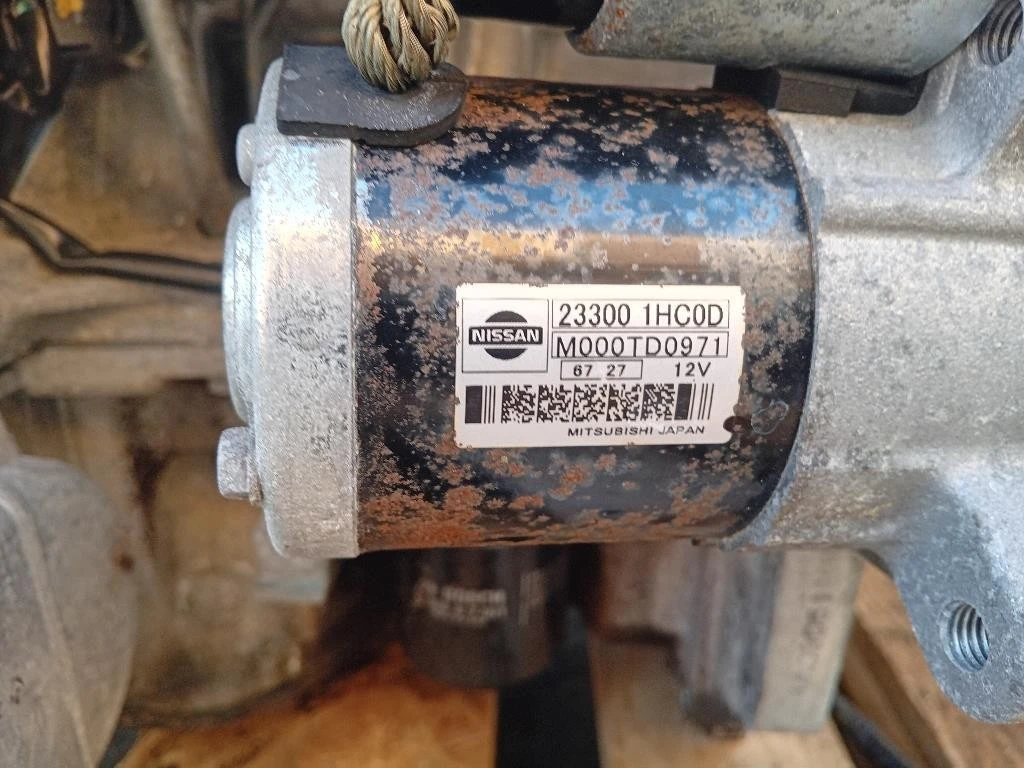 NISSAN
23300 1HC0D
M000TD0971
67 27
12V
MITSUBISHI JAPAN